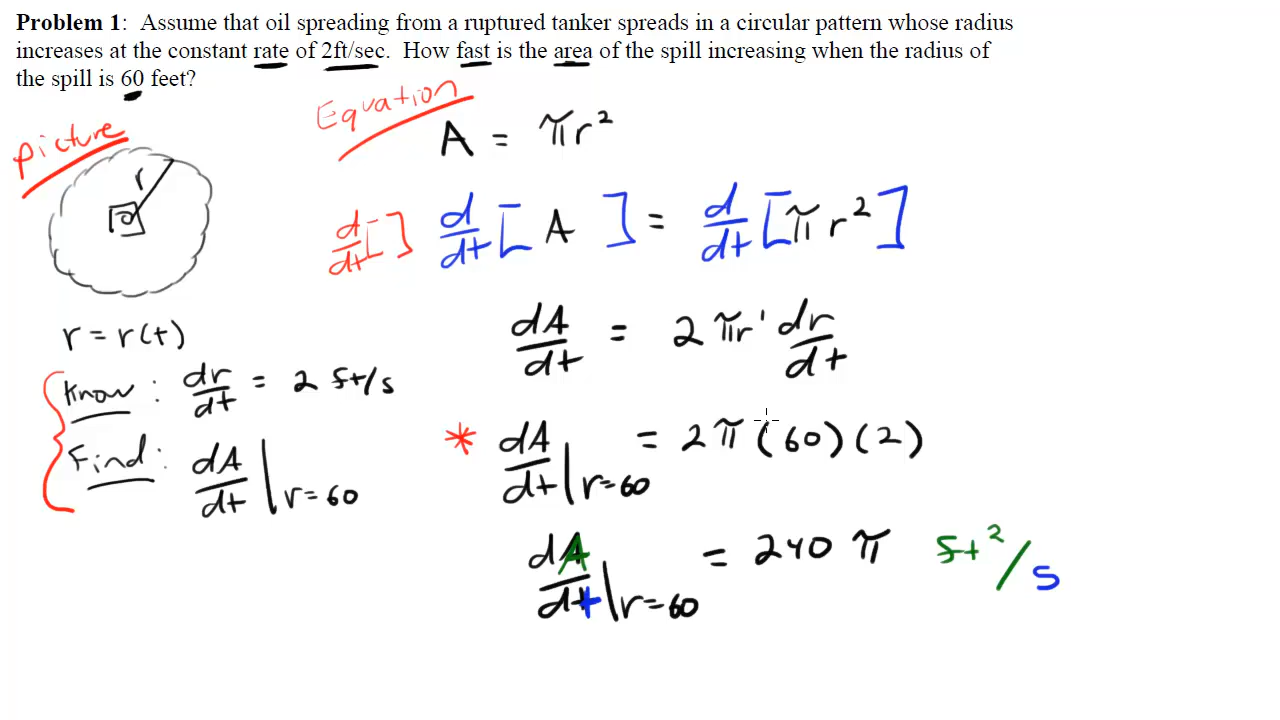 Problem 1: Assume that oil spreading from a ruptured tanker spreads in a circular pattern whose radius
increases at the constant rate of 2ft/sec. How fast is the area of the spill increasing when the radius of
the spill is 60 feet?
Picture
r
r = r(t)
Know: dr/dt = 2 ft/s
Find: dA/dt | r=60
Equation
A = πr²
d/dt[ ] d/dt[ A ] = d/dt[πr²]
dA/dt = 2πr' dr/dt
* dA/dt | r=60 = 2π(60)(2)
dA/dt | r=60 = 240 π ft²/s